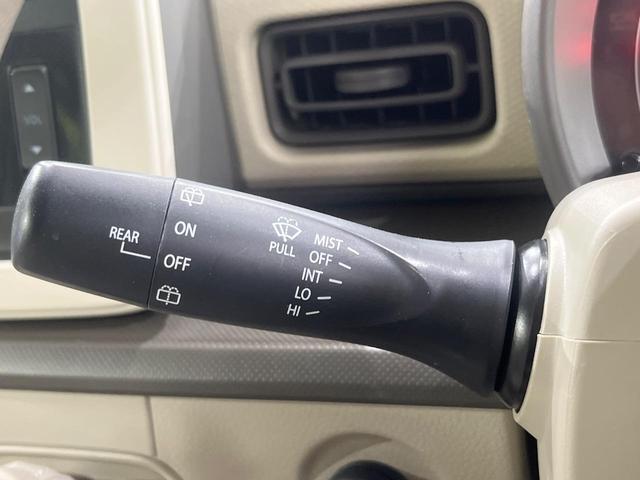 VOL
REAR
ON
OFF
PULL
MIST
OFF
INT
LO
HI